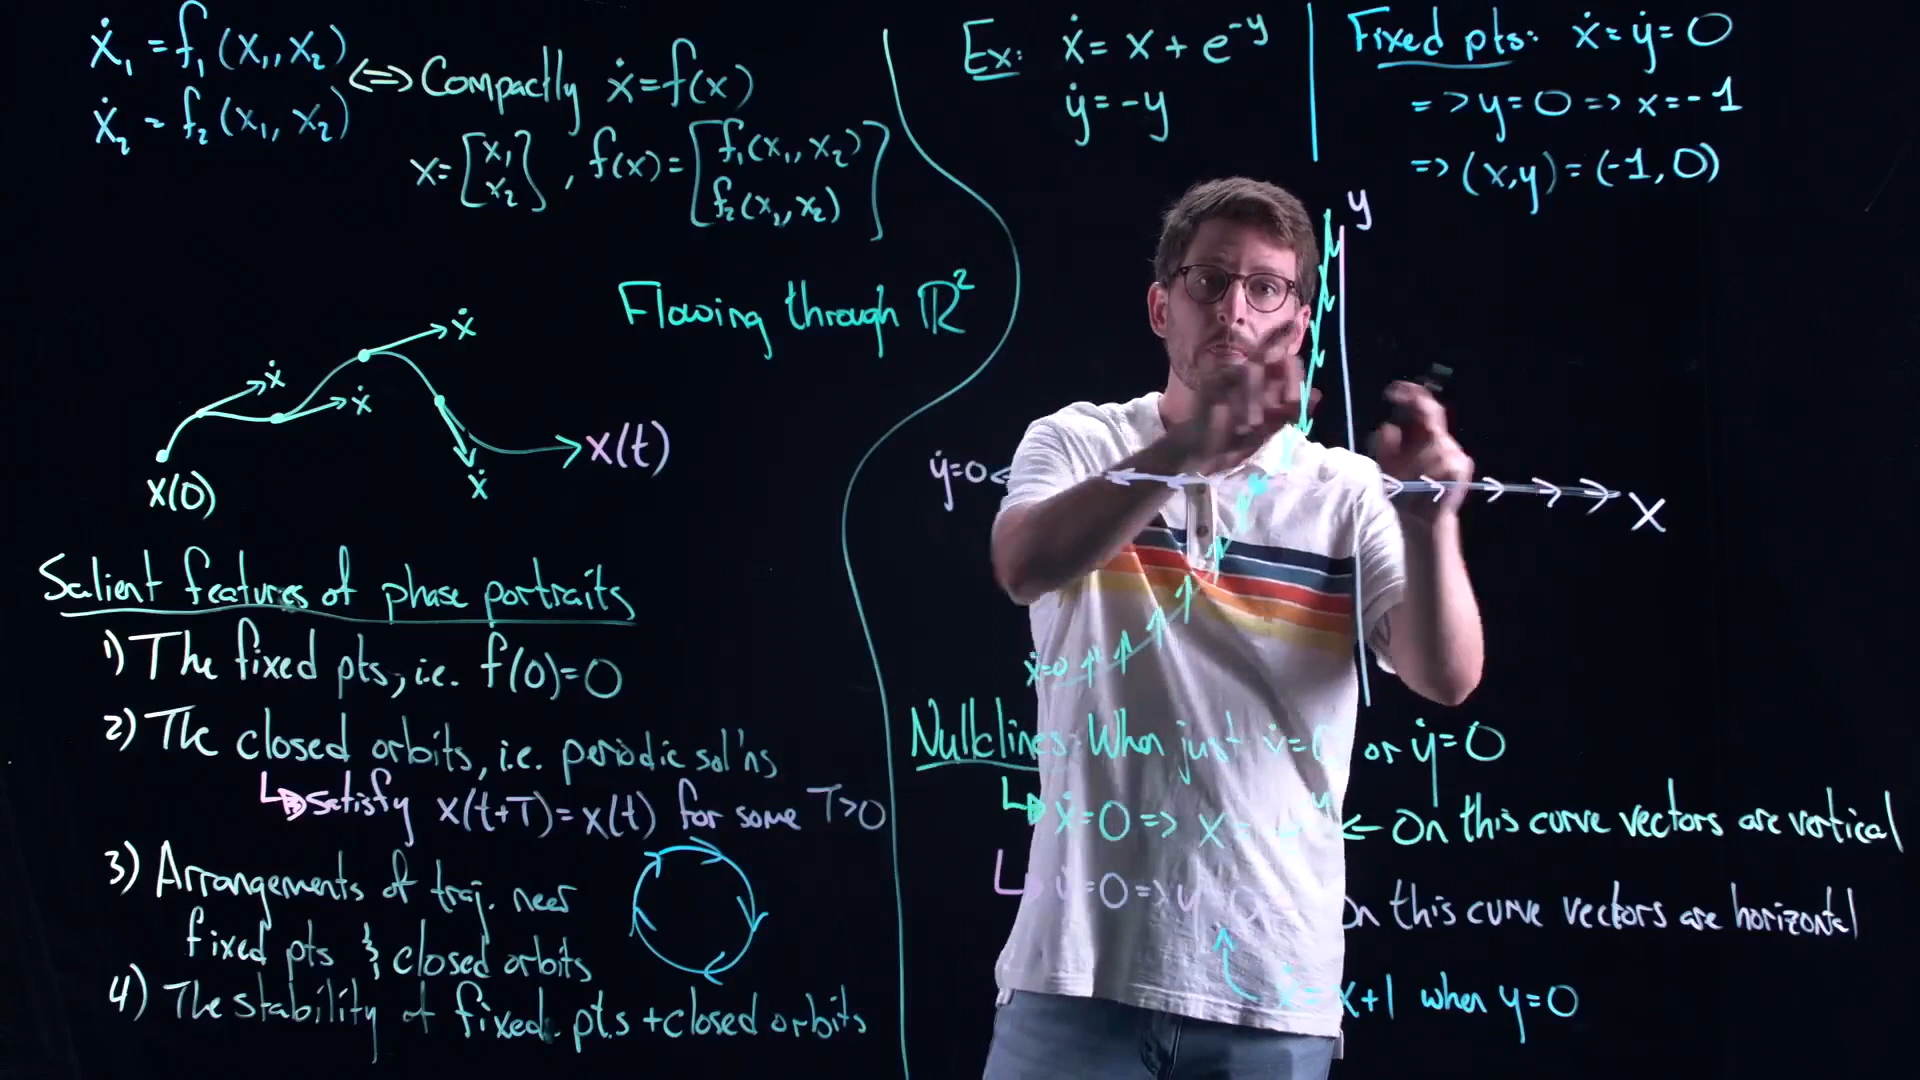 ẋ₁ = f₁(x₁, x₂)
ẋ₂ = f₂(x₁, x₂)
⇔ Compactly ẋ = f(x)
x = [x₁ x₂], f(x) = [f₁(x₁, x₂) f₂(x₁, x₂)]
Flowing through ℝ²
ẋ
ẋ
ẋ
ẋ
x(t)
x(0)
Salient features of phase portraits
1) The fixed pts, i.e. f(0)=0
2) The closed orbits, i.e. periodic sol'ns
↳ satisfy x(t+T) = x(t) for some T>0
3) Arrangements of traj. near
fixed pts & closed orbits
4) The stability of fixed pts + closed orbits
Ex: ẋ = x + e^-y
ẏ = -y
Fixed pts: ẋ = ẏ = 0
=> y=0 => x=-1
=> (x,y) = (-1,0)
y
ẏ=0
x
ẋ=0
Nullclines When just ẋ=0 or ẏ=0
↳ ẋ=0 => x = ← On this curve vectors are vertical
↳ =0 => y 0 On this curve vectors are horizontal
ẋ = x+1 when y=0